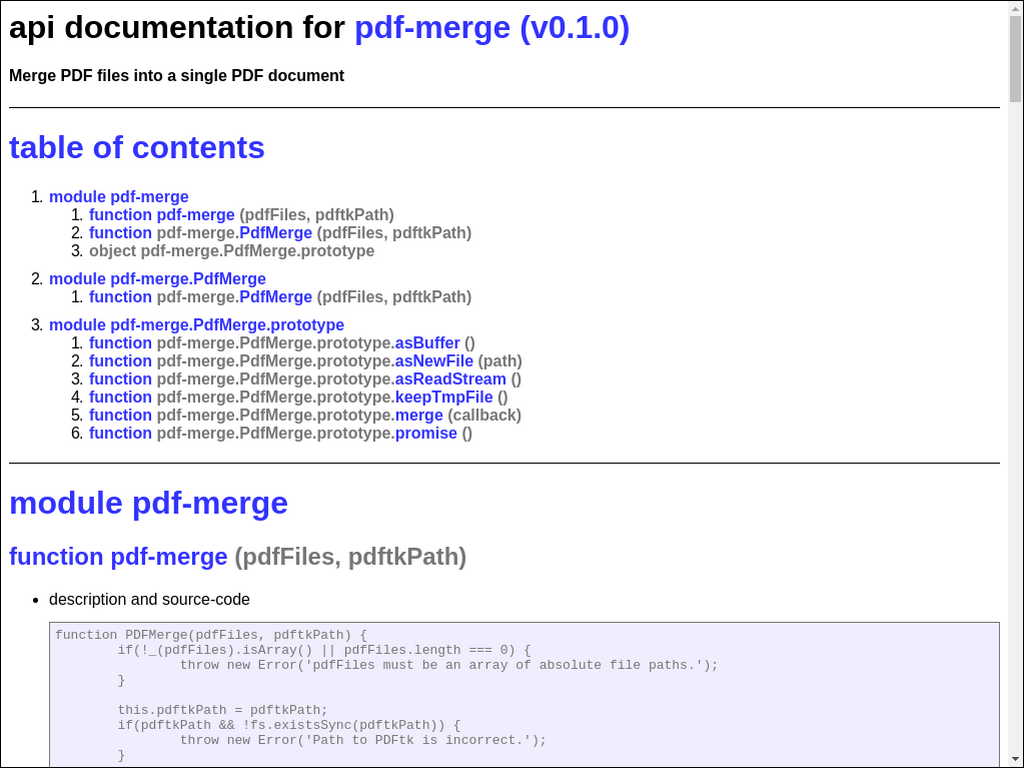 api documentation for pdf-merge (v0.1.0)
Merge PDF files into a single PDF document
table of contents
1. module pdf-merge
1. function pdf-merge (pdfFiles, pdftkPath)
2. function pdf-merge.PdfMerge (pdfFiles, pdftkPath)
3. object pdf-merge.PdfMerge.prototype
2. module pdf-merge.PdfMerge
1. function pdf-merge.PdfMerge (pdfFiles, pdftkPath)
3. module pdf-merge.PdfMerge.prototype
1. function pdf-merge.PdfMerge.prototype.asBuffer ()
2. function pdf-merge.PdfMerge.prototype.asNewFile (path)
3. function pdf-merge.PdfMerge.prototype.asReadStream ()
4. function pdf-merge.PdfMerge.prototype.keepTmpFile ()
5. function pdf-merge.PdfMerge.prototype.merge (callback)
6. function pdf-merge.PdfMerge.prototype.promise ()
module pdf-merge
function pdf-merge (pdfFiles, pdftkPath)
• description and source-code
function PDFMerge(pdfFiles, pdftkPath) {
if(!_(pdfFiles).isArray() || pdfFiles.length === 0) {
throw new Error('pdfFiles must be an array of absolute file paths.');
}
this.pdftkPath = pdftkPath;
if(pdftkPath && !fs.existsSync(pdftkPath)) {
throw new Error('Path to PDFtk is incorrect.');
}